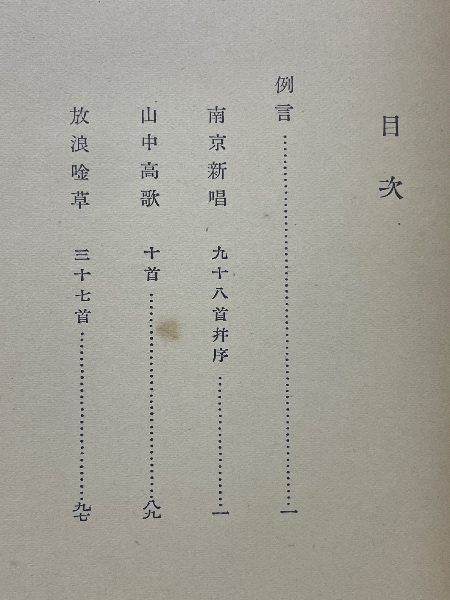 目次
例言……………………………………一
南京新唱 九十八首并序……………一
山中高歌 十首………………………八九
放浪唫草 三十七首…………………九七